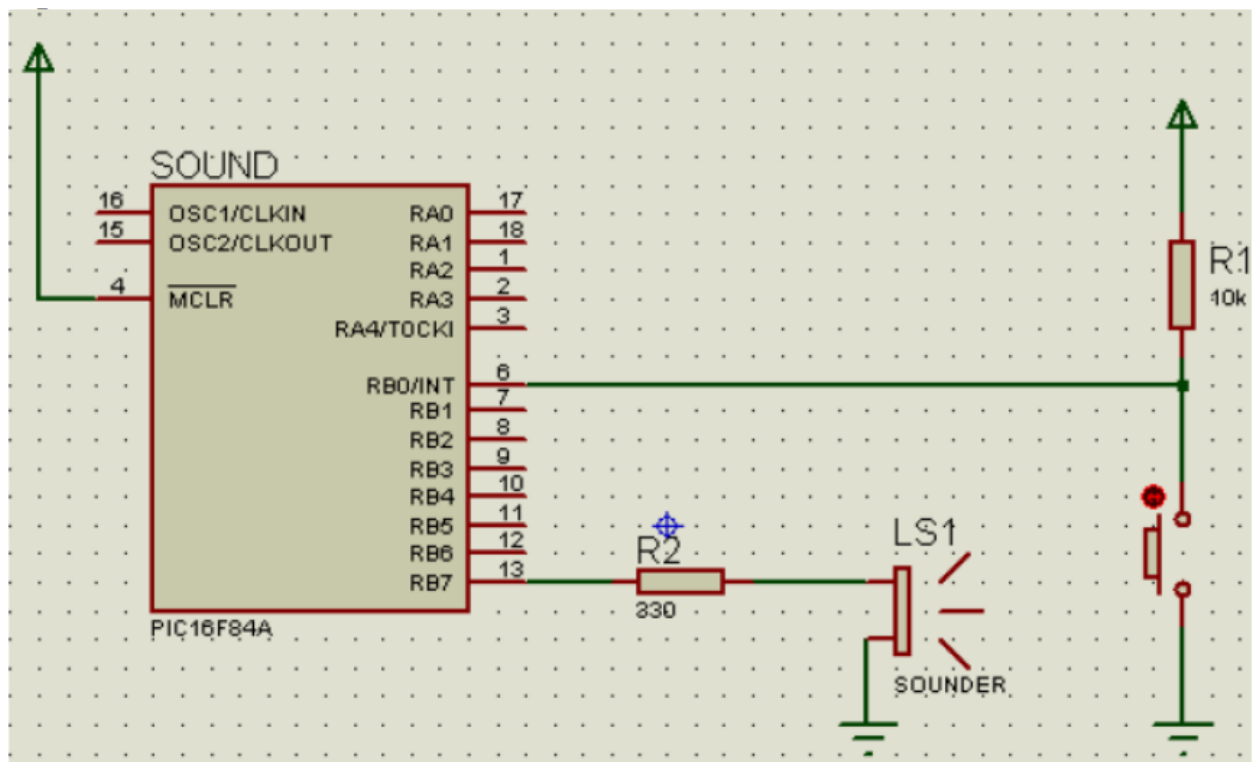 SOUND
16
OSC1/CLKIN
15
OSC2/CLKOUT
4
MCLR
RA0
17
RA1
18
RA2
1
RA3
2
RA4/T0CKI
3
RB0/INT
6
RB1
7
RB2
8
RB3
9
RB4
10
RB5
11
RB6
12
RB7
13
PIC16F84A
R2
330
LS1
SOUNDER
R1
10k